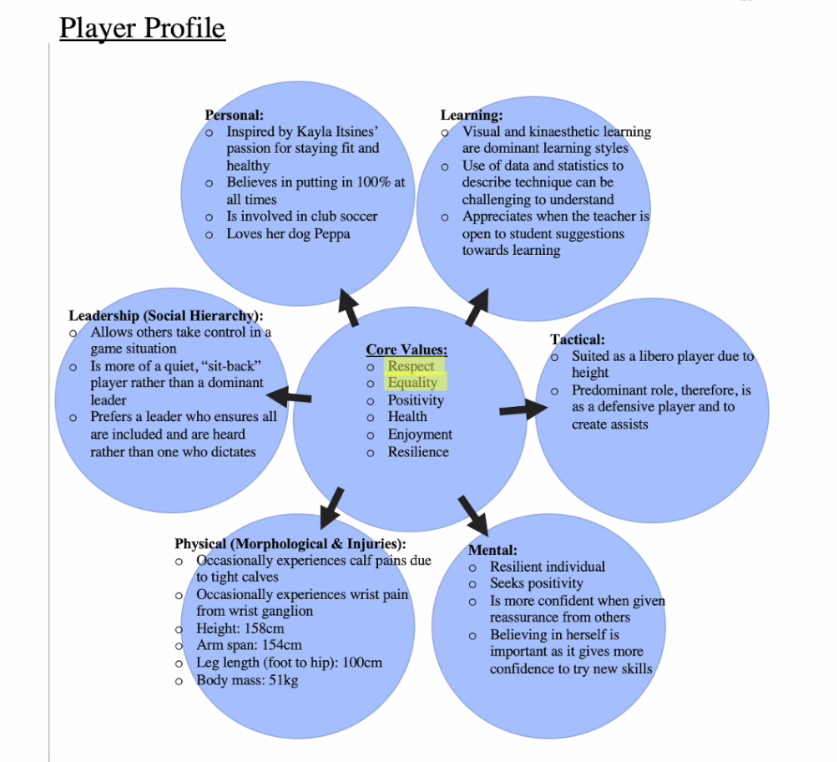 Player Profile
Personal:
o Inspired by Kayla Itsines'
passion for staying fit and
healthy
o Believes in putting in 100% at
all times
o Is involved in club soccer
o Loves her dog Peppa
Learning:
o Visual and kinaesthetic learning
are dominant learning styles
o Use of data and statistics to
describe technique can be
challenging to understand
o Appreciates when the teacher is
open to student suggestions
towards learning
Leadership (Social Hierarchy):
o Allows others take control in a
game situation
o Is more of a quiet, "sit-back"
player rather than a dominant
leader
o Prefers a leader who ensures all
are included and are heard
rather than one who dictates
Core Values:
o Respect
o Equality
o Positivity
o Health
o Enjoyment
o Resilience
Tactical:
o Suited as a libero player due to
height
o Predominant role, therefore, is
as a defensive player and to
create assists
Physical (Morphological & Injuries):
o Occasionally experiences calf pains due
to tight calves
o Occasionally experiences wrist pain
from wrist ganglion
o Height: 158cm
o Arm span: 154cm
o Leg length (foot to hip): 100cm
o Body mass: 51kg
Mental:
o Resilient individual
o Seeks positivity
o Is more confident when given
reassurance from others
o Believing in herself is
important as it gives more
confidence to try new skills